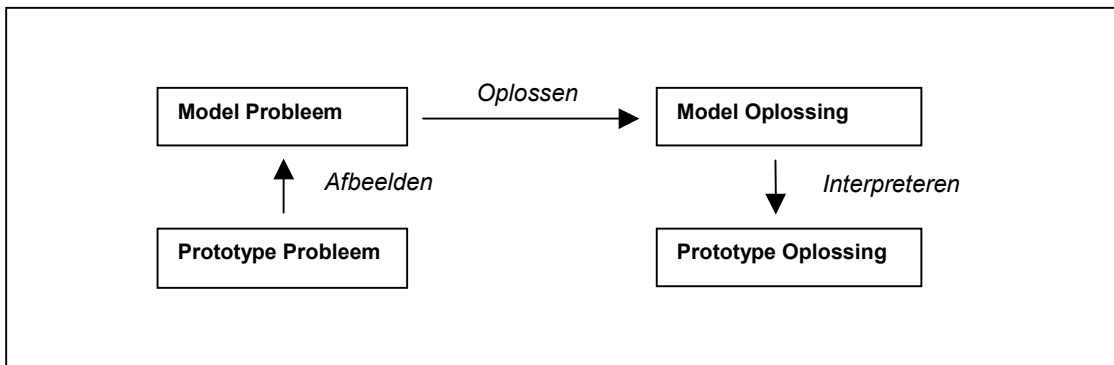 Model Probleem
Oplossen
Model Oplossing
Afbeelden
Interpreteren
Prototype Probleem
Prototype Oplossing